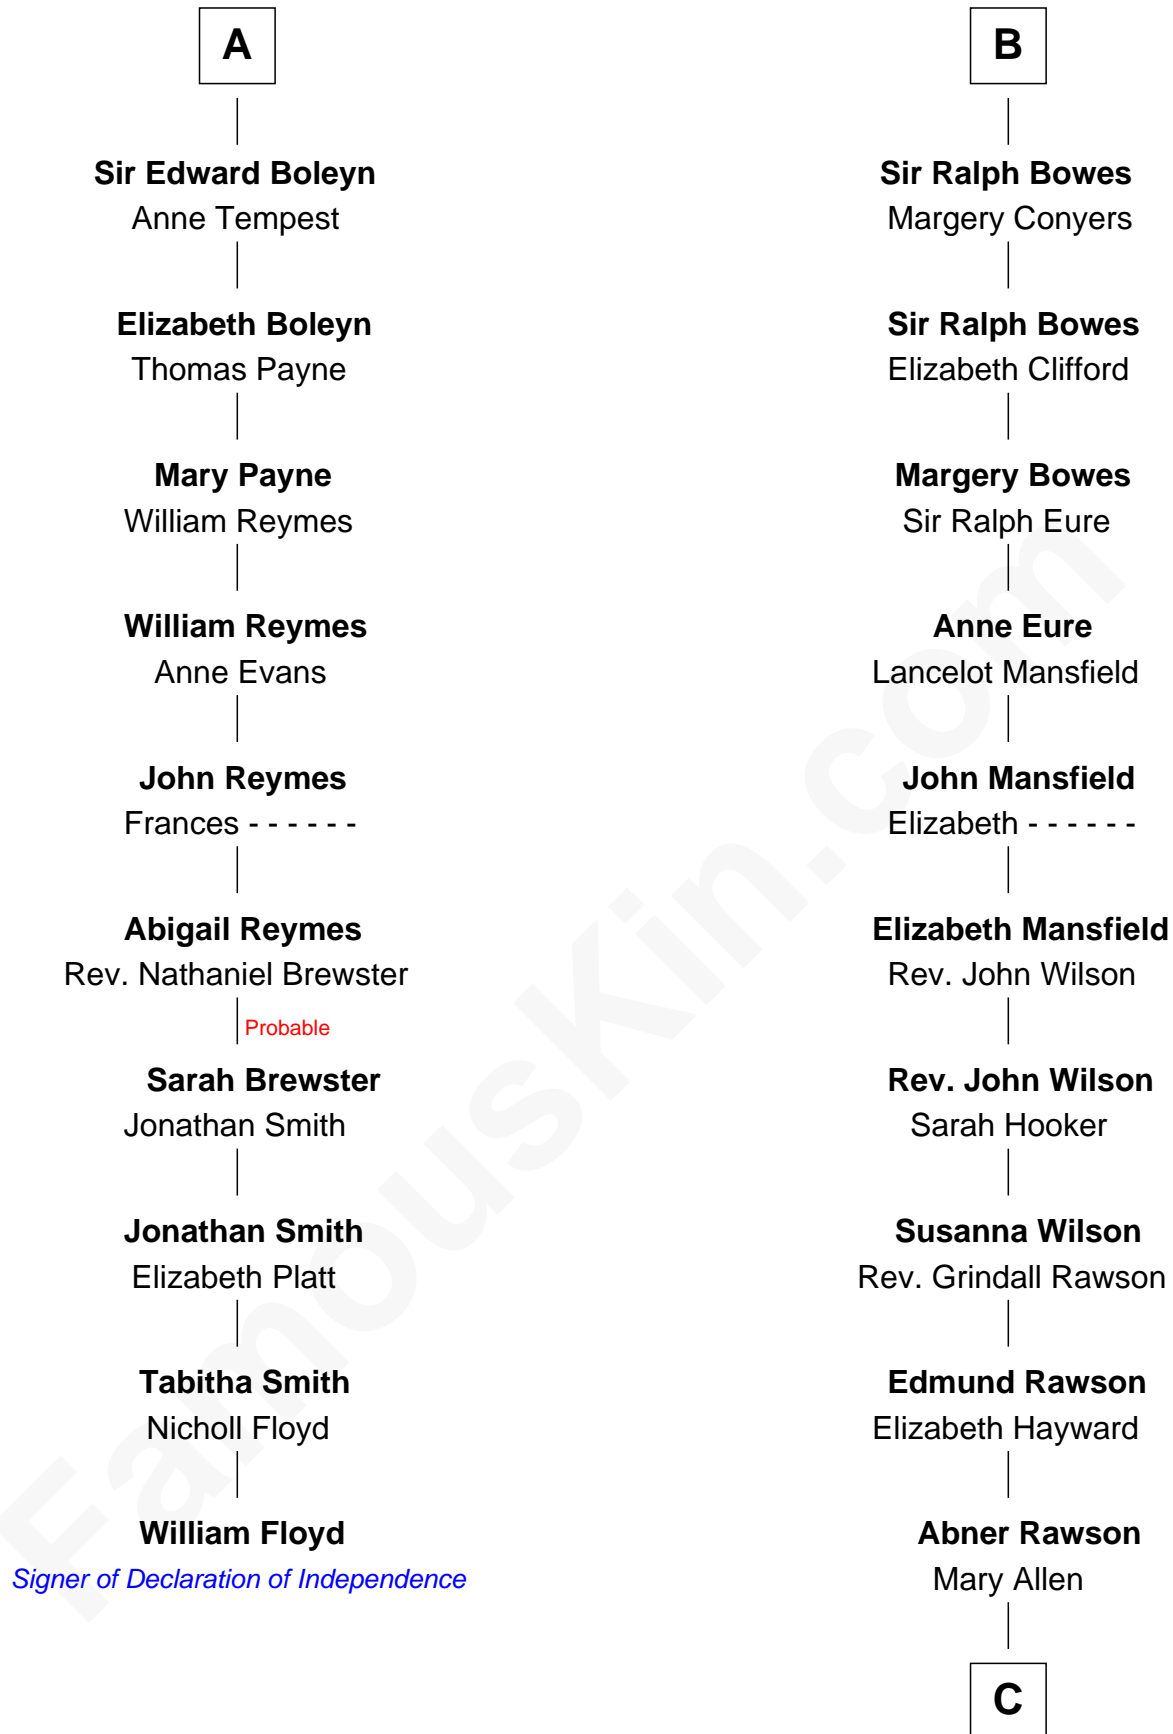 A
Sir Edward Boleyn
Anne Tempest
Elizabeth Boleyn
Thomas Payne
Mary Payne
William Reymes
William Reymes
Anne Evans
John Reymes
Frances - - - - - -
Abigail Reymes
Rev. Nathaniel Brewster
Probable
Sarah Brewster
Jonathan Smith
Jonathan Smith
Elizabeth Platt
Tabitha Smith
Nicholl Floyd
William Floyd
Signer of Declaration of Independence
B
Sir Ralph Bowes
Margery Conyers
Sir Ralph Bowes
Elizabeth Clifford
Margery Bowes
Sir Ralph Eure
Anne Eure
Lancelot Mansfield
John Mansfield
Elizabeth - - - - - -
Elizabeth Mansfield
Rev. John Wilson
Rev. John Wilson
Sarah Hooker
Susanna Wilson
Rev. Grindall Rawson
Edmund Rawson
Elizabeth Hayward
Abner Rawson
Mary Allen
C
FamousKin.com